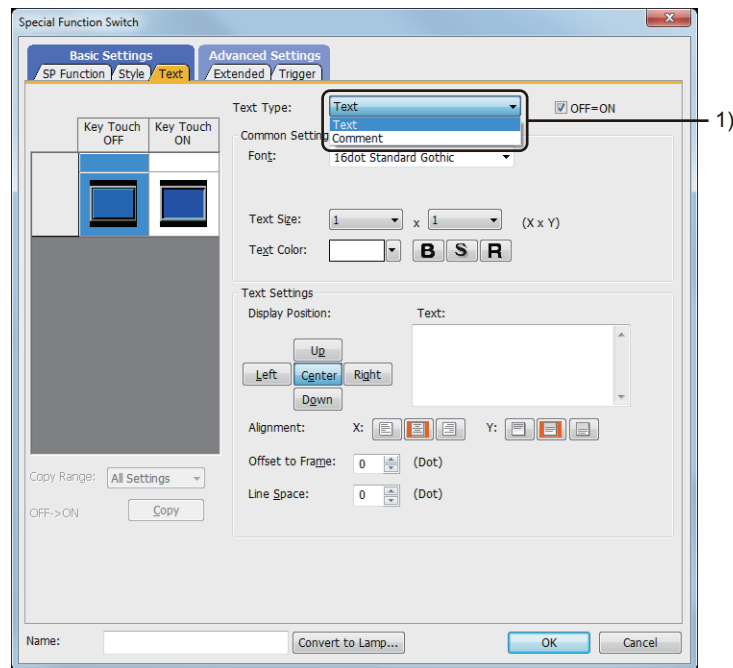 Special Function Switch
Basic Settings
Advanced Settings
SP Function
Style
Text
Extended
Trigger
Text Type:
Text
OFF=ON
1)
Text
Comment
Key Touch OFF
Key Touch ON
Common Setting
Font:
16dot Standard Gothic
Text Size:
1
x
1
(X x Y)
Text Color:
B
S
R
Text Settings
Display Position:
Text:
Up
Left
Center
Right
Down
Alignment:
X:
Y:
Offset to Frame:
0
(Dot)
Line Space:
0
(Dot)
Copy Range:
All Settings
OFF->ON
Copy
Name:
Convert to Lamp...
OK
Cancel